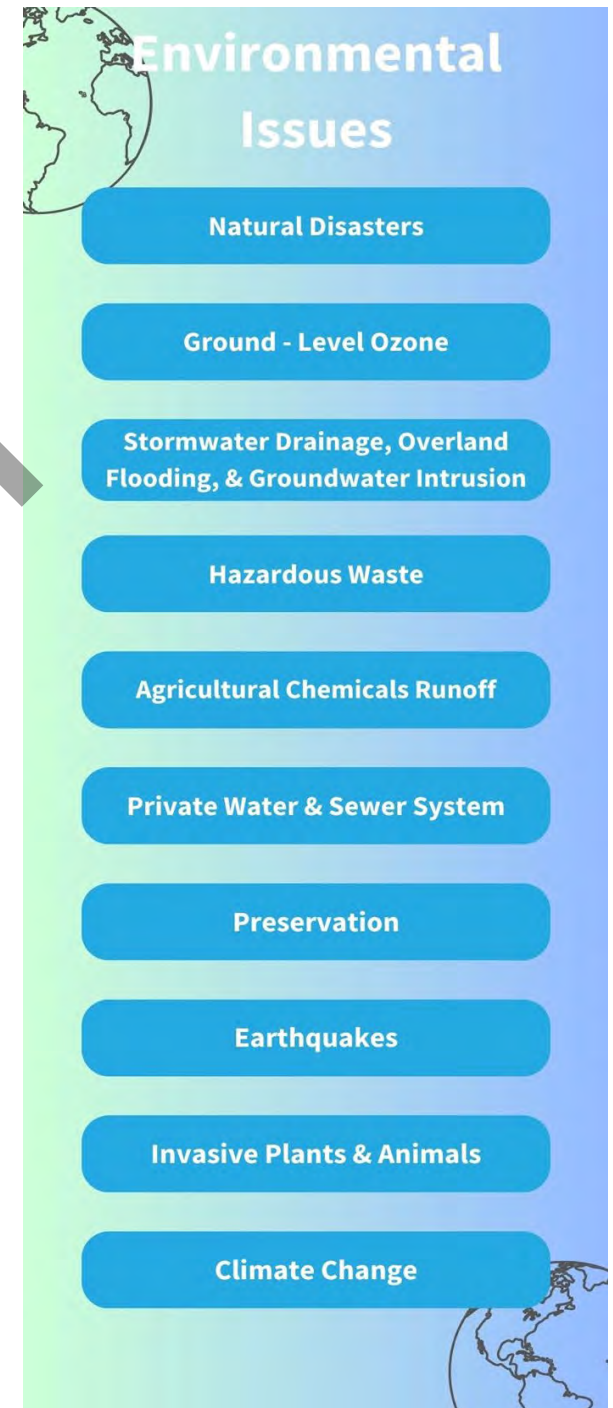 Environmental
Issues
Natural Disasters
Ground - Level Ozone
Stormwater Drainage, Overland
Flooding, & Groundwater Intrusion
Hazardous Waste
Agricultural Chemicals Runoff
Private Water & Sewer System
Preservation
Earthquakes
Invasive Plants & Animals
Climate Change